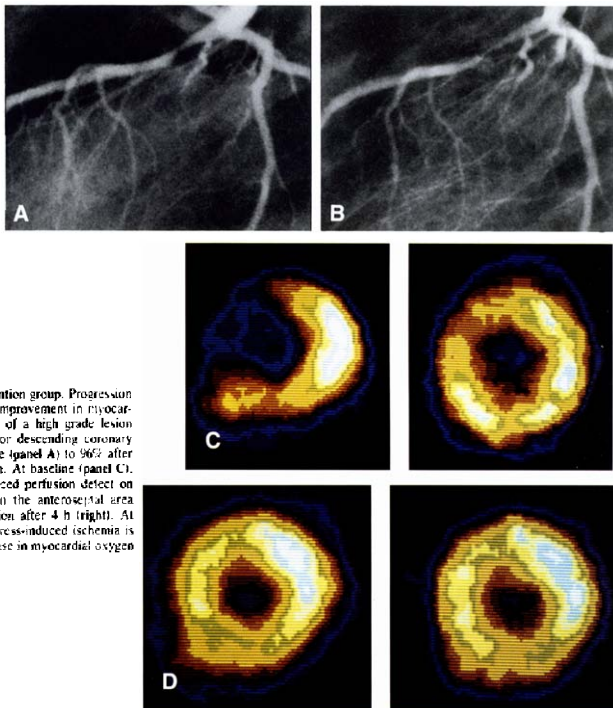 A
B
ntion group. Progression
mprovement in myocar-
of a high grade lesion
or descending coronary
e (panel A) to 96% after
. At baseline (panel C),
ced perfusion defect on
n the anteroseptal area
ion after 4 h (right). At
ress-induced ischemia is
se in myocardial oxygen
C
D